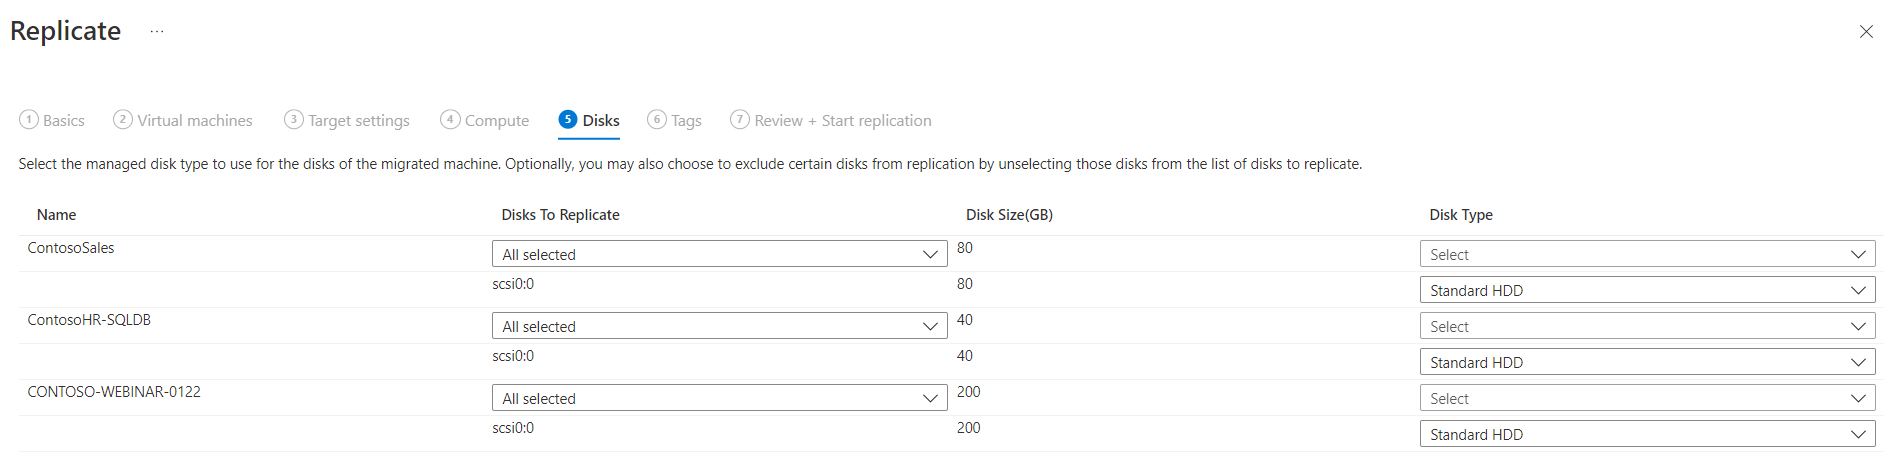 Replicate ...
1 Basics 2 Virtual machines 3 Target settings 4 Compute 5 Disks 6 Tags 7 Review + Start replication
Select the managed disk type to use for the disks of the migrated machine. Optionally, you may also choose to exclude certain disks from replication by unselecting those disks from the list of disks to replicate.
Name Disks To Replicate Disk Size(GB) Disk Type
ContosoSales All selected 80 Select
scsi0:0 80 Standard HDD
ContosoHR-SQLDB All selected 40 Select
scsi0:0 40 Standard HDD
CONTOSO-WEBINAR-0122 All selected 200 Select
scsi0:0 200 Standard HDD